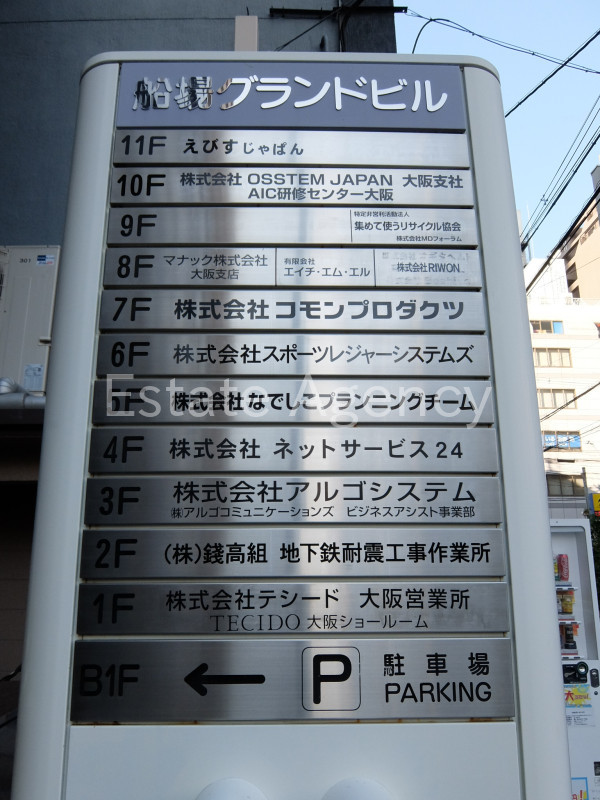 船場グランドビル
11F えびすじゃぱん
10F 株式会社 OSSTEM JAPAN 大阪支社
AIC研修センター大阪
9F 特定非営利活動法人
集めて使うリサイクル協会
株式会社MDフォーラム
8F マナック株式会社
大阪支店
有限会社
エイチ・エム・エル
株式会社RIWON
7F 株式会社 コモンプロダクツ
6F 株式会社スポーツレジャーシステムズ
5F 株式会社なでしこプランニングチーム
Estate Agency
4F 株式会社 ネットサービス24
3F 株式会社アルゴシステム
㈱アルゴコミュニケーションズ ビジネスアシスト事業部
2F (株)錢高組 地下鉄耐震工事作業所
1F 株式会社テシード 大阪営業所
TECIDO 大阪ショールーム
B1F ← P 駐車場
PARKING